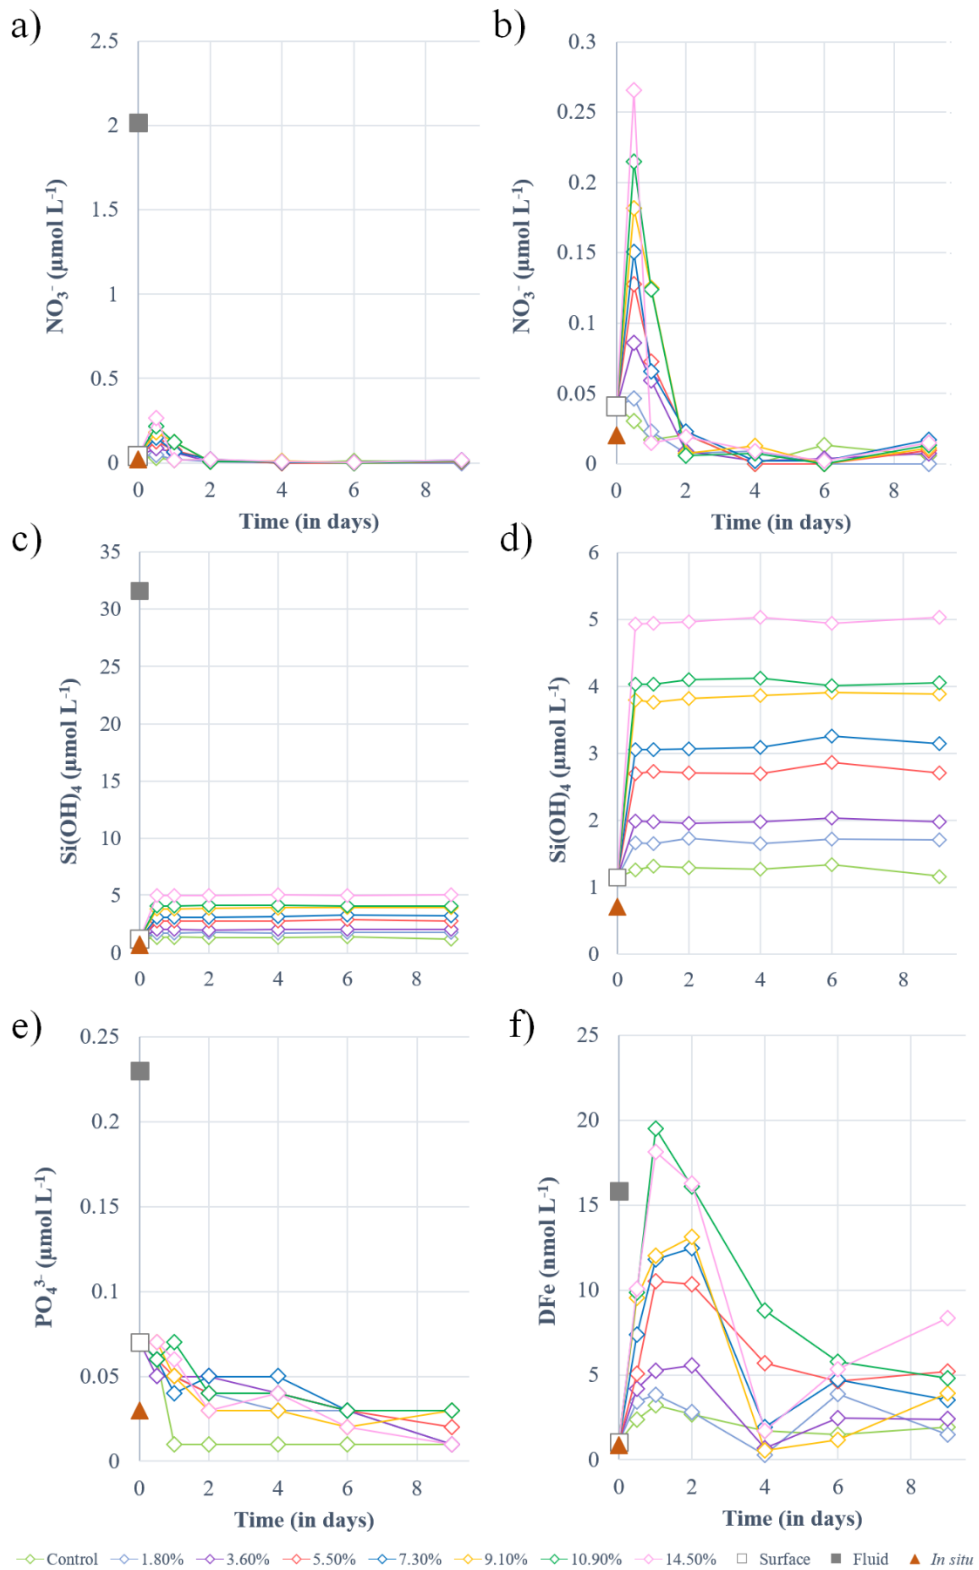 a)
b)
2.5
2
1.5
1
0.5
0
NO₃⁻ (µmol L⁻¹)
0 2 4 6 8
Time (in days)
0.3
0.25
0.2
0.15
0.1
0.05
0
NO₃⁻ (µmol L⁻¹)
0 2 4 6 8
Time (in days)
c)
d)
35
30
25
20
15
10
5
0
Si(OH)₄ (µmol L⁻¹)
0 2 4 6 8
6
5
4
3
2
1
0
Si(OH)₄ (µmol L⁻¹)
0 2 4 6 8
e)
f)
0.25
0.2
0.15
0.1
0.05
0
PO₄³⁻ (µmol L⁻¹)
0 2 4 6 8
Time (in days)
25
20
15
10
5
0
DFe (nmol L⁻¹)
0 2 4 6 8
Time (in days)
Control 1.80% 3.60% 5.50% 7.30% 9.10% 10.90% 14.50% Surface Fluid In situ